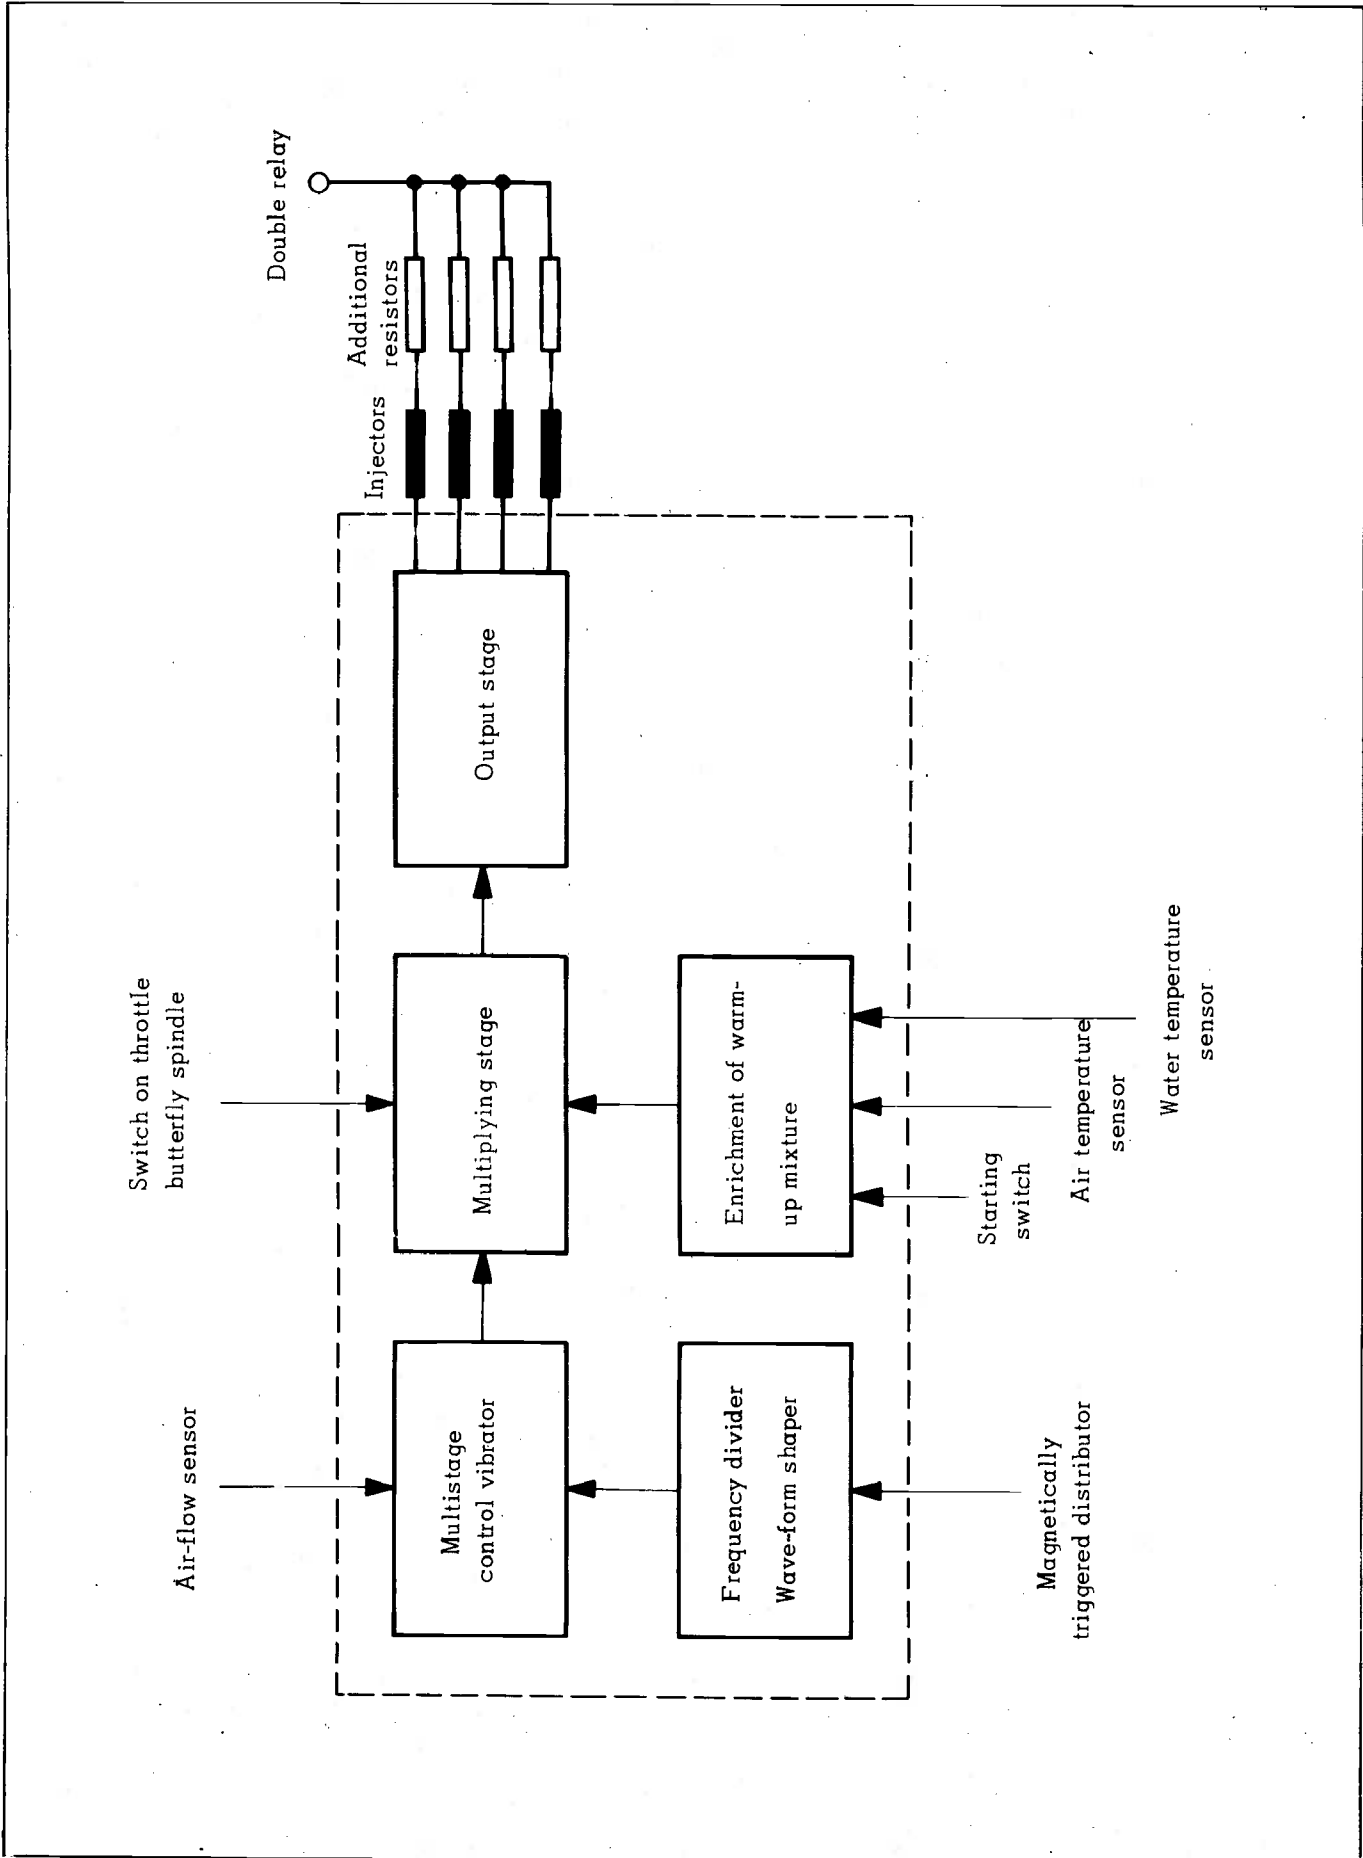 Air-flow sensor
Switch on throttle
butterfly spindle
Double relay
Additional
resistors
Injectors
Multistage
control vibrator
Multiplying stage
Output stage
Frequency divider
Wave-form shaper
Enrichment of warm-
up mixture
Magnetically
triggered distributor
Starting
switch
Air temperature
sensor
Water temperature
sensor